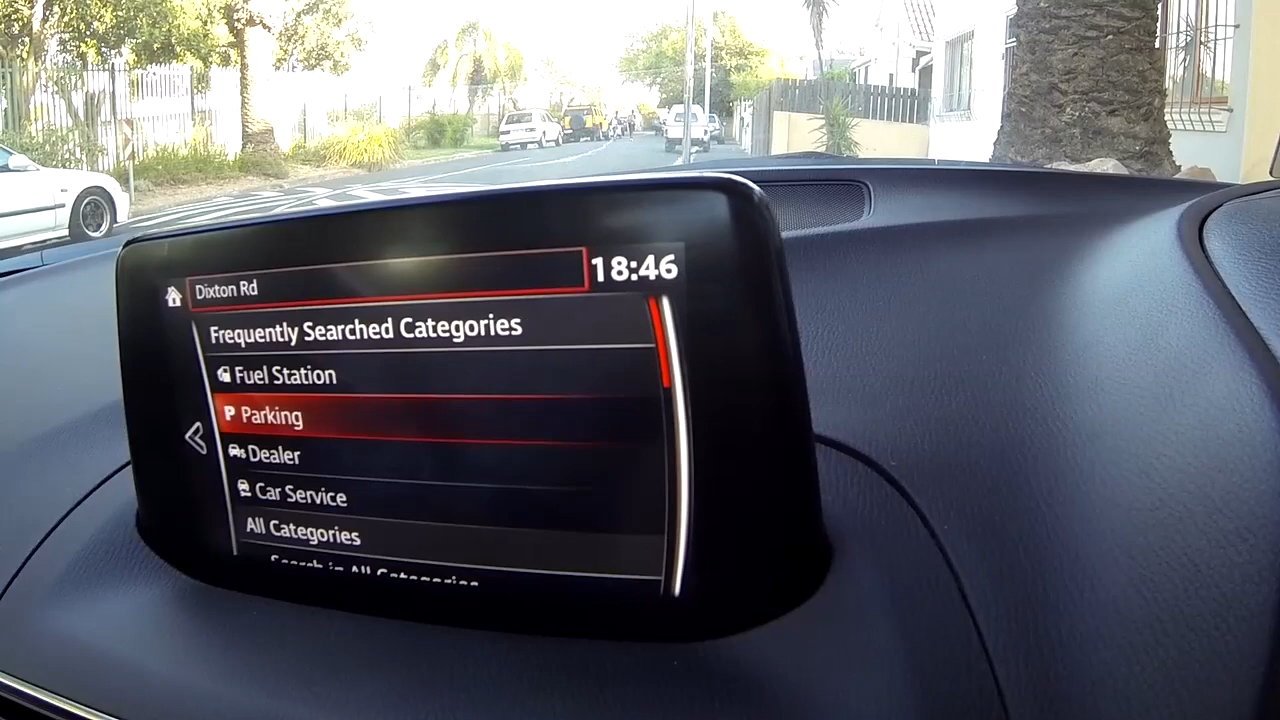 Dixton Rd
18:46
Frequently Searched Categories
Fuel Station
P Parking
Dealer
Car Service
All Categories
Search in All Categories